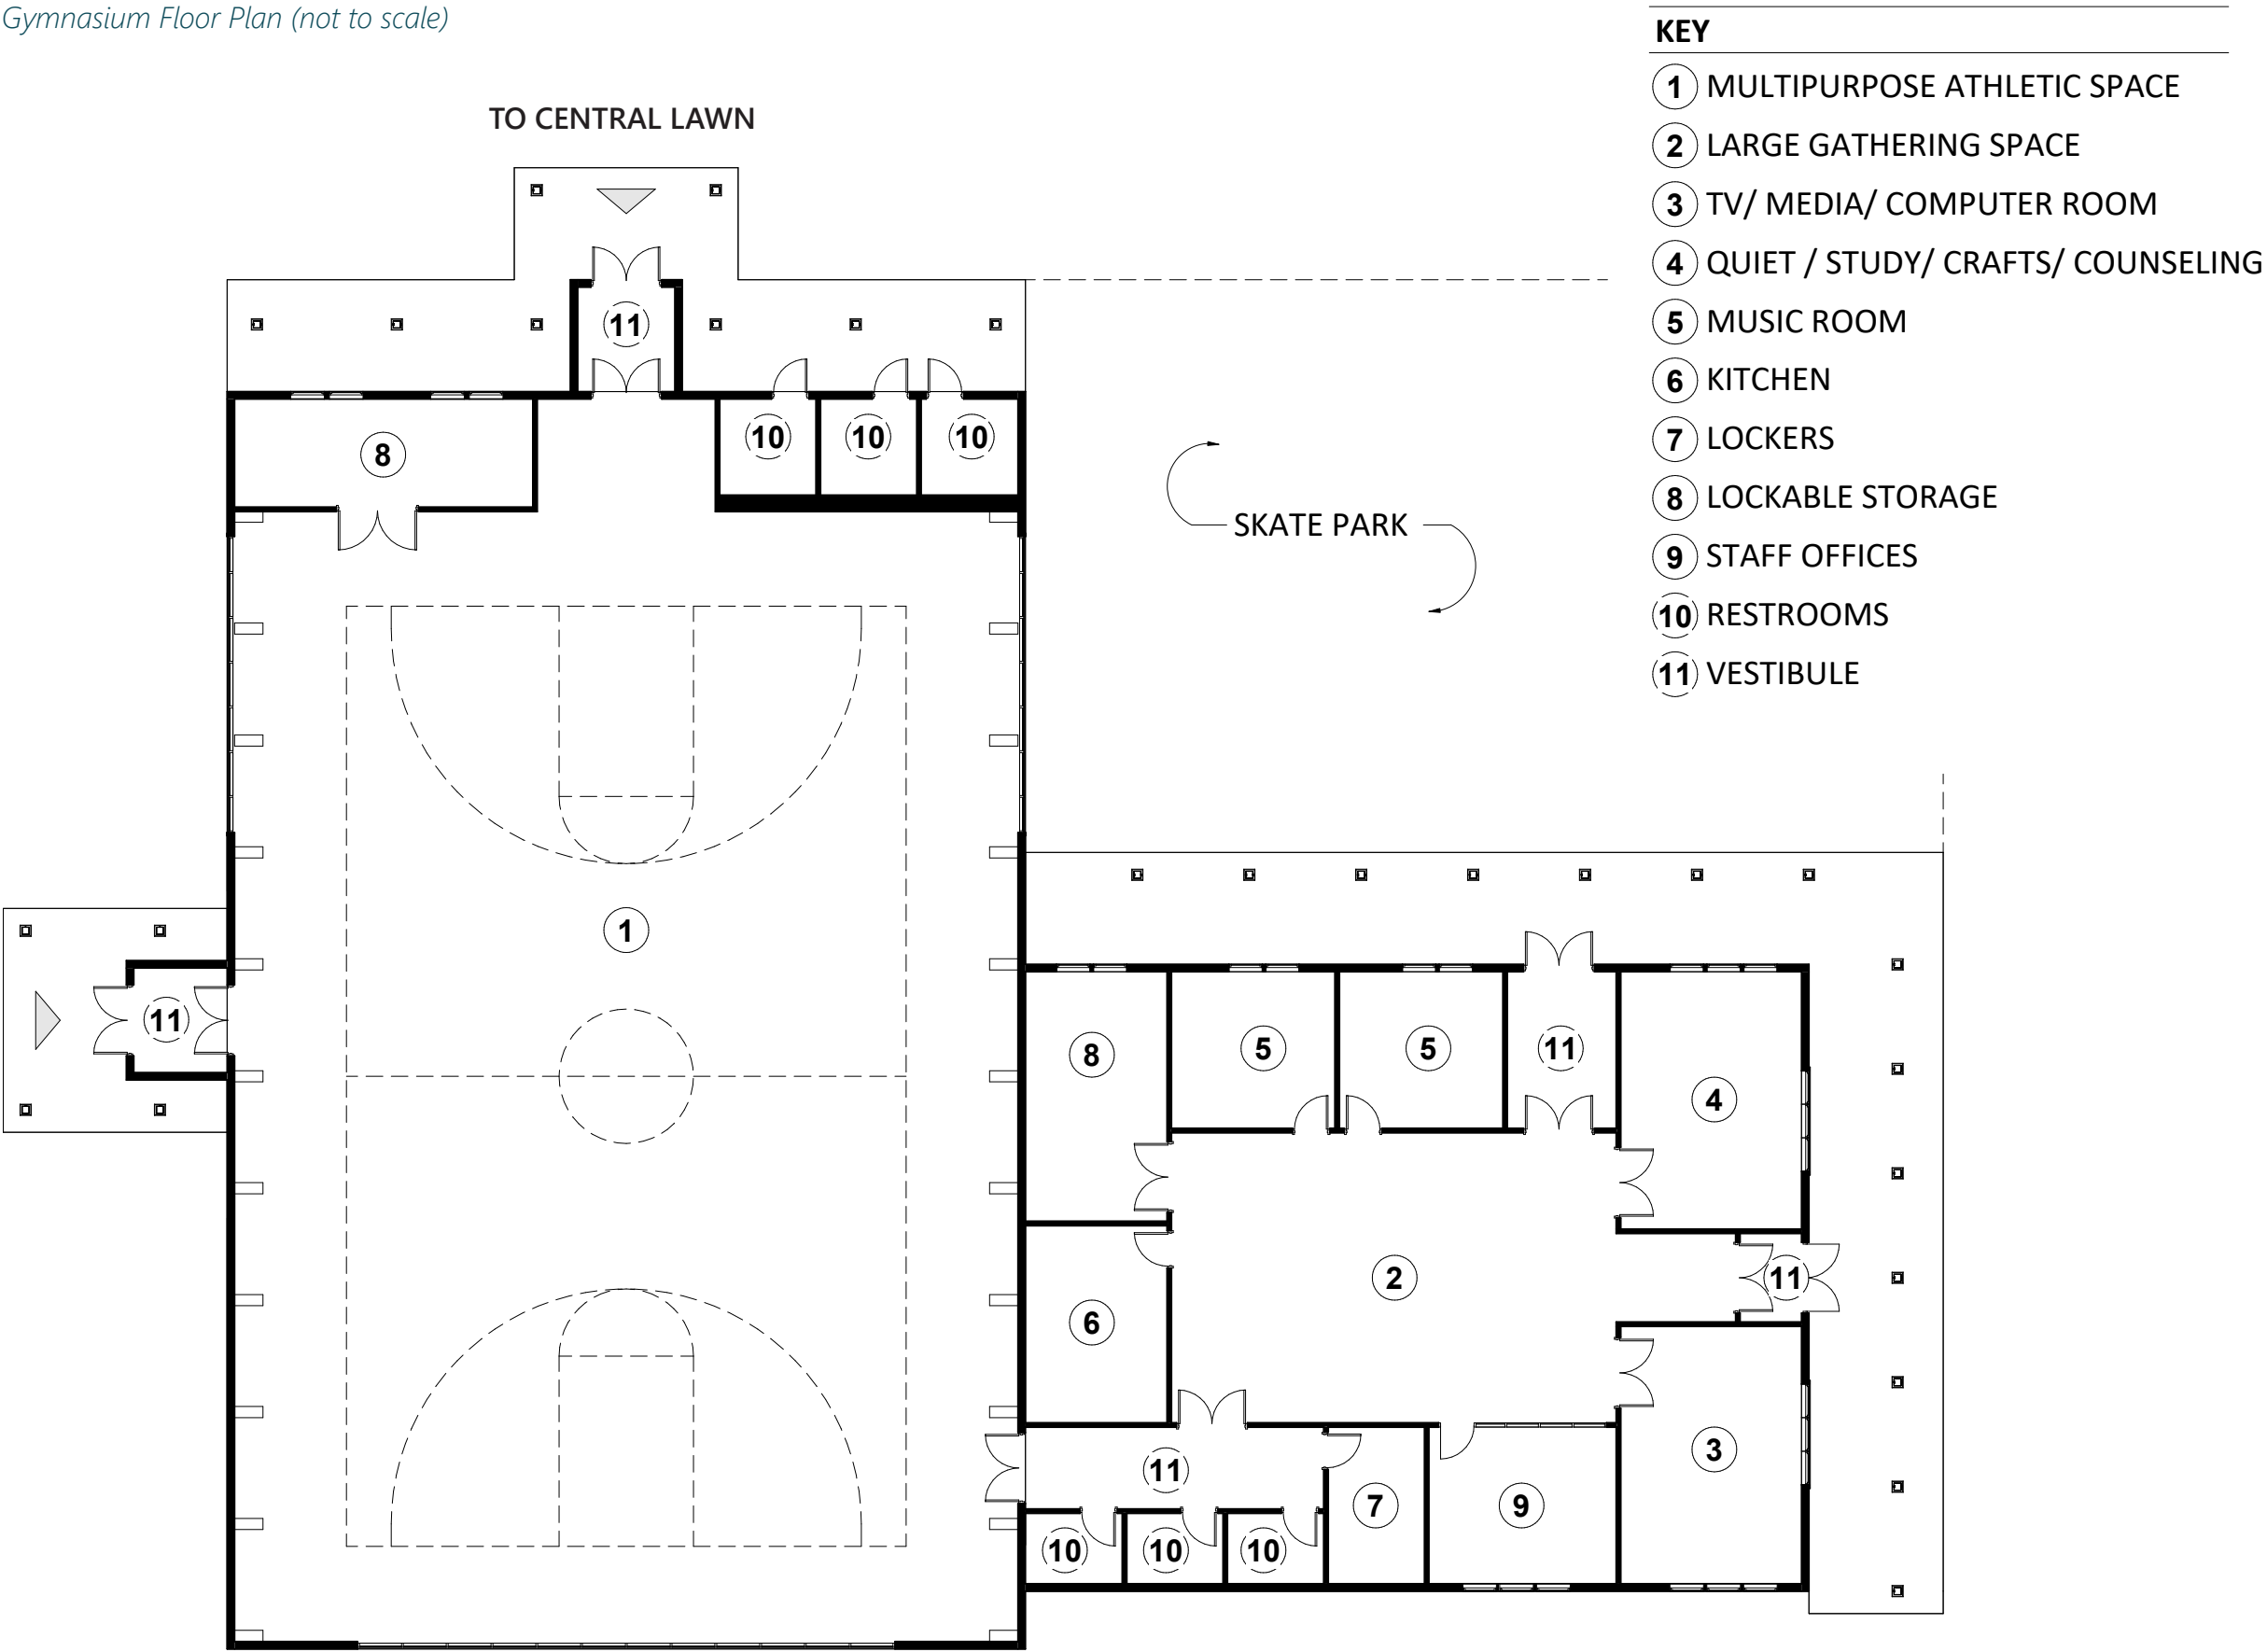 Gymnasium Floor Plan (not to scale)
KEY
1 MULTIPURPOSE ATHLETIC SPACE
2 LARGE GATHERING SPACE
3 TV/ MEDIA/ COMPUTER ROOM
4 QUIET / STUDY/ CRAFTS/ COUNSELING
5 MUSIC ROOM
6 KITCHEN
7 LOCKERS
8 LOCKABLE STORAGE
9 STAFF OFFICES
10 RESTROOMS
11 VESTIBULE
TO CENTRAL LAWN
11
10 10 10
8
SKATE PARK
1
11
8 5 5 11 4
2 11
6
3
11
7 9
10 10 10